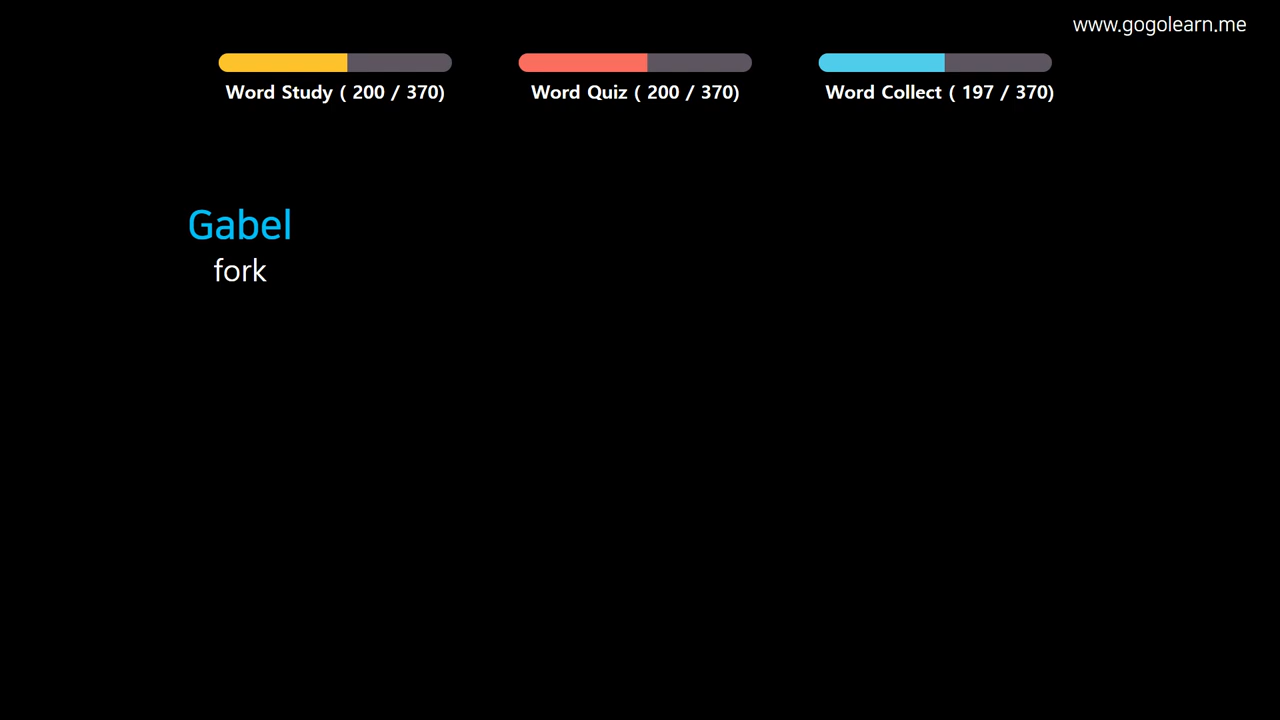 www.gogolearn.me
Word Study ( 200 / 370)
Word Quiz ( 200 / 370)
Word Collect ( 197 / 370)
Gabel
fork